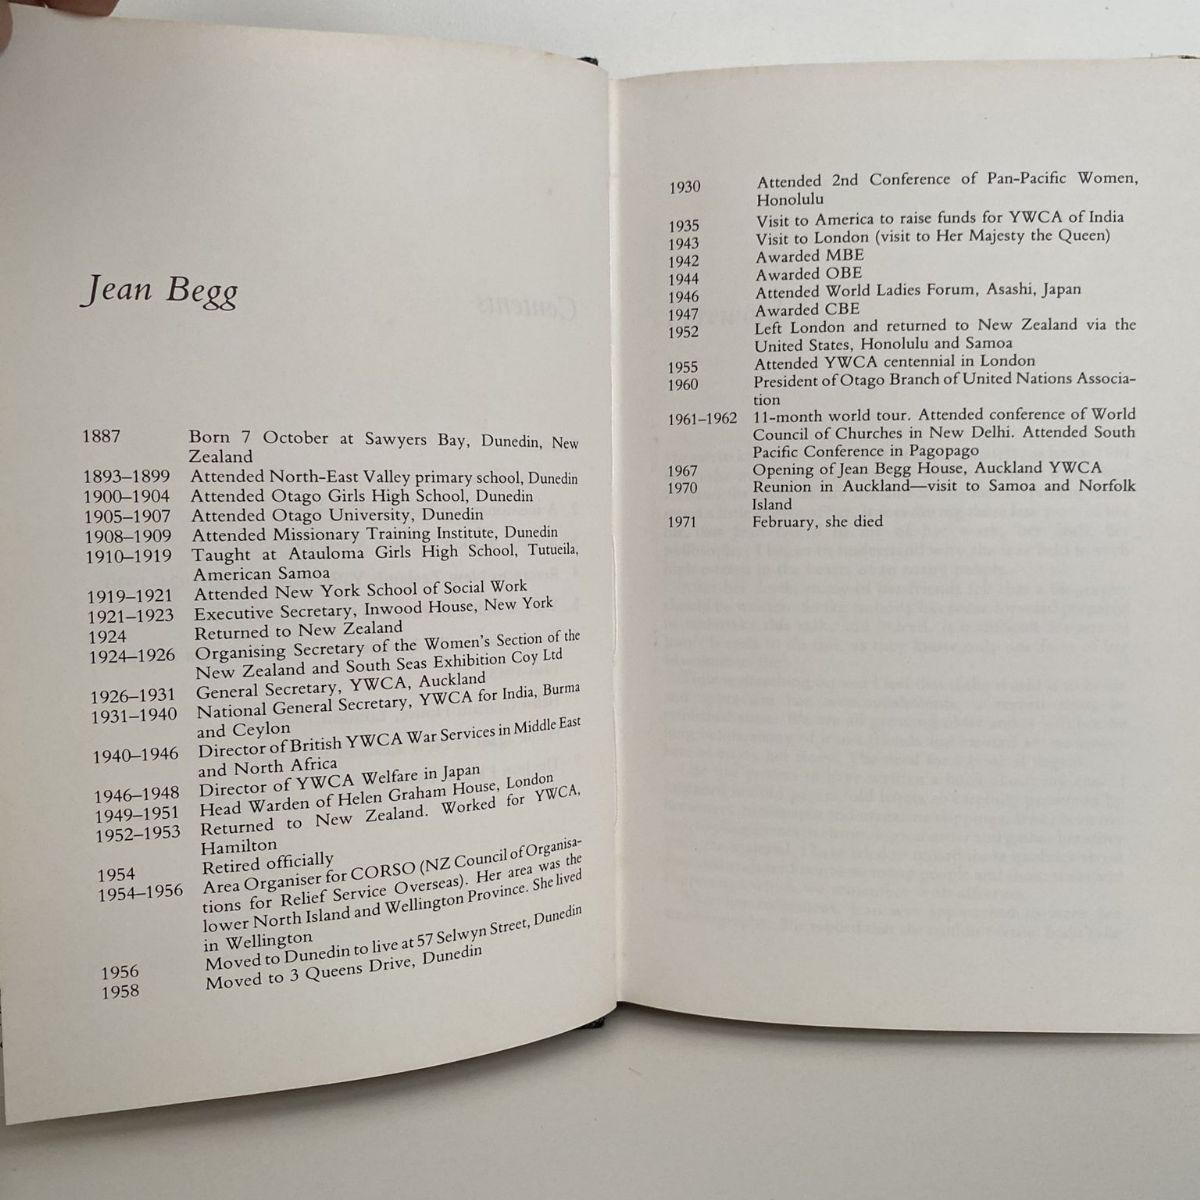 Jean Begg
1887 Born 7 October at Sawyers Bay, Dunedin, New
Zealand
1893–1899 Attended North-East Valley primary school, Dunedin
1900–1904 Attended Otago Girls High School, Dunedin
1905–1907 Attended Otago University, Dunedin
1908–1909 Attended Missionary Training Institute, Dunedin
1910–1919 Taught at Atauloma Girls High School, Tutueila,
American Samoa
1919–1921 Attended New York School of Social Work
1921–1923 Executive Secretary, Inwood House, New York
1924 Returned to New Zealand
1924–1926 Organising Secretary of the Women's Section of the
New Zealand and South Seas Exhibition Coy Ltd
1926–1931 General Secretary, YWCA, Auckland
1931–1940 National General Secretary, YWCA for India, Burma
and Ceylon
1940–1946 Director of British YWCA War Services in Middle East
and North Africa
1946–1948 Director of YWCA Welfare in Japan
1949–1951 Head Warden of Helen Graham House, London
1952–1953 Returned to New Zealand. Worked for YWCA,
Hamilton
1954 Retired officially
1954–1956 Area Organiser for CORSO (NZ Council of Organisa-
tions for Relief Service Overseas). Her area was the
lower North Island and Wellington Province. She lived
in Wellington
1956 Moved to Dunedin to live at 57 Selwyn Street, Dunedin
1958 Moved to 3 Queens Drive, Dunedin
1930 Attended 2nd Conference of Pan-Pacific Women,
Honolulu
1935 Visit to America to raise funds for YWCA of India
1943 Visit to London (visit to Her Majesty the Queen)
1942 Awarded MBE
1944 Awarded OBE
1946 Attended World Ladies Forum, Asashi, Japan
1947 Awarded CBE
1952 Left London and returned to New Zealand via the
United States, Honolulu and Samoa
1955 Attended YWCA centennial in London
1960 President of Otago Branch of United Nations Associa-
tion
1961–1962 11-month world tour. Attended conference of World
Council of Churches in New Delhi. Attended South
Pacific Conference in Pagopago
1967 Opening of Jean Begg House, Auckland YWCA
1970 Reunion in Auckland—visit to Samoa and Norfolk
Island
1971 February, she died